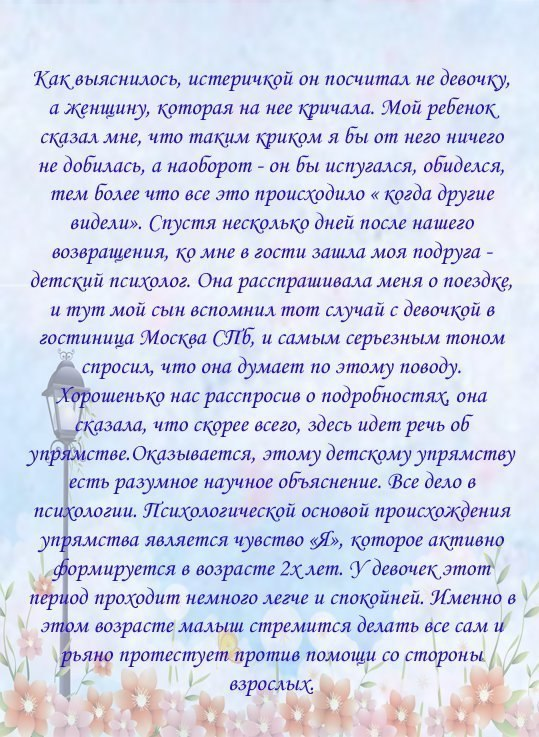 Как выяснилось, истеричкой он посчитал не девочку,
а женщину, которая на нее кричала. Мой ребенок
сказал мне, что таким криком я бы от него ничего
не добилась, а наоборот - он бы испугался, обиделся,
тем более что все это происходило « когда другие
видели». Спустя несколько дней после нашего
возвращения, ко мне в гости зашла моя подруга -
детский психолог. Она расспрашивала меня о поездке,
и тут мой сын вспомнил тот случай с девочкой в
гостиница Москва СПб, и самым серьезным тоном
спросил, что она думает по этому поводу.
Хорошенько нас расспросив о подробностях, она
сказала, что скорее всего, здесь идет речь об
упрямстве.Оказывается, этому детскому упрямству
есть разумное научное объяснение. Все дело в
психологии. Психологической основой происхождения
упрямства является чувство «Я», которое активно
формируется в возрасте 2х лет. У девочек этот
период проходит немного легче и спокойней. Именно в
этом возрасте малыш стремится делать все сам и
рьяно протестует против помощи со стороны
взрослых.